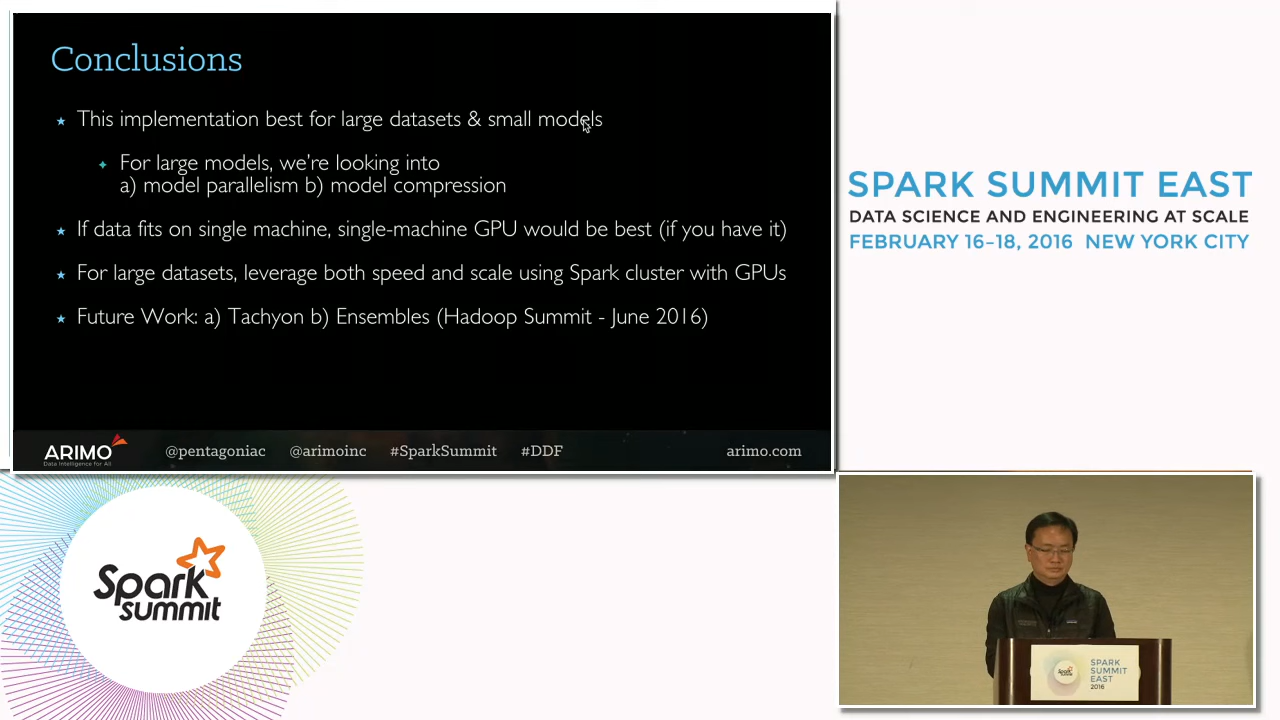 Conclusions
This implementation best for large datasets & small models
For large models, we're looking into
a) model parallelism b) model compression
If data fits on single machine, single-machine GPU would be best (if you have it)
For large datasets, leverage both speed and scale using Spark cluster with GPUs
Future Work: a) Tachyon b) Ensembles (Hadoop Summit - June 2016)
ARIMO
Data Intelligence for All
@pentagoniac @arimoinc #SparkSummit #DDF arimo.com
SPARK SUMMIT EAST
DATA SCIENCE AND ENGINEERING AT SCALE
FEBRUARY 16-18, 2016 NEW YORK CITY
Spark
summit
Spark
summit
SPARK
SUMMIT
EAST
2016